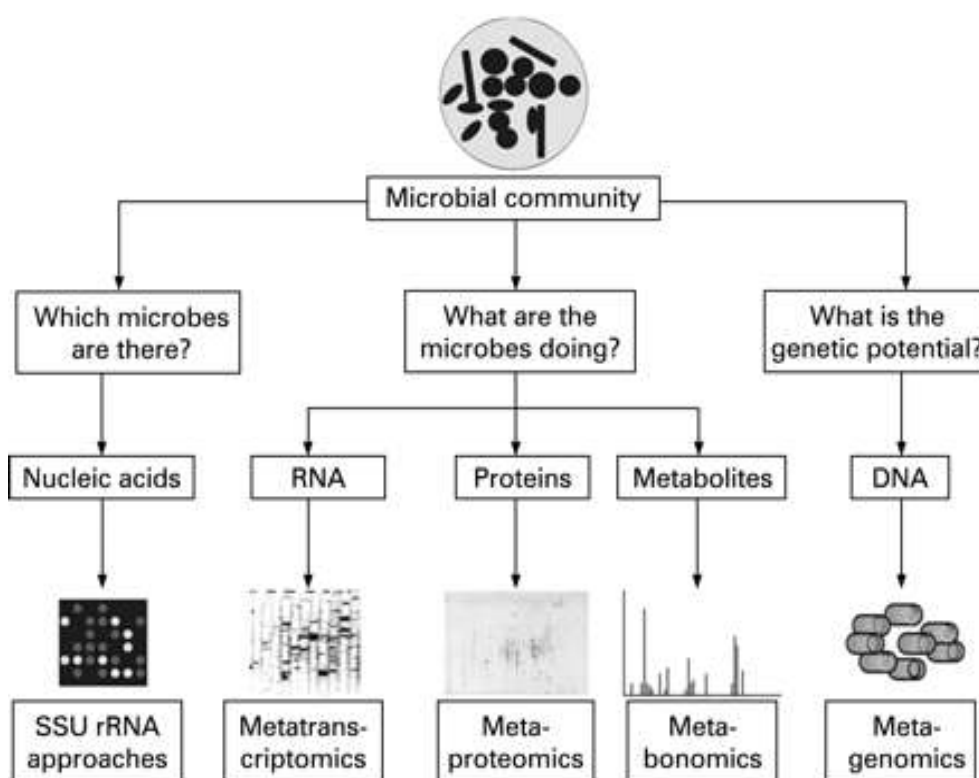 Microbial community
Which microbes
are there?
What are the
microbes doing?
What is the
genetic potential?
Nucleic acids
RNA
Proteins
Metabolites
DNA
SSU rRNA
approaches
Metatrans-
criptomics
Meta-
proteomics
Meta-
bonomics
Meta-
genomics